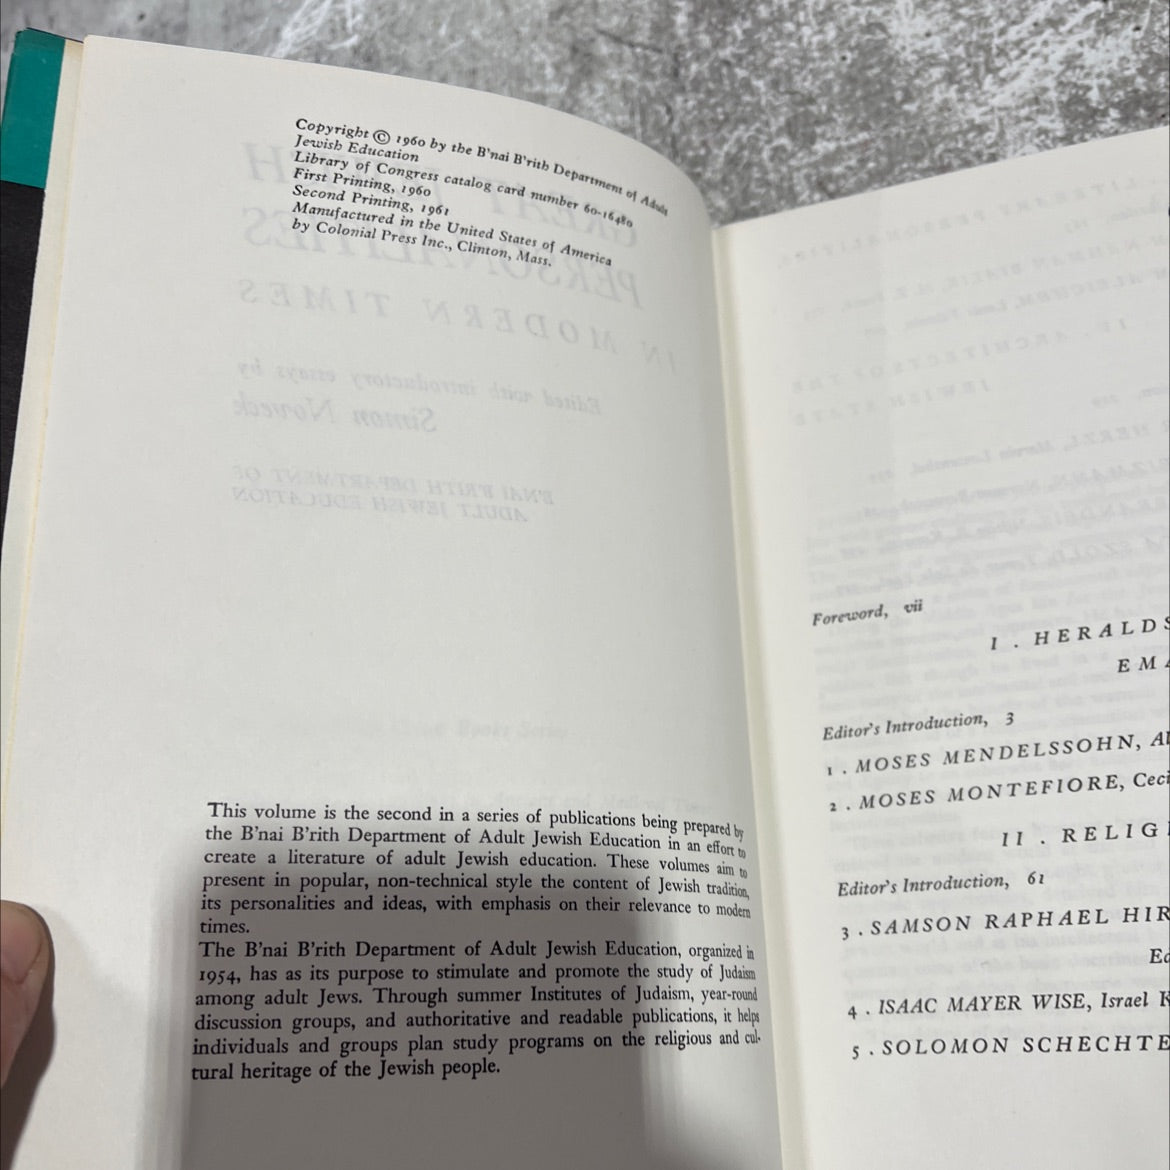 Copyright © 1960 by the B'nai B'rith Department of Adult
Jewish Education
Library of Congress catalog card number 60-16480
First Printing, 1960
Second Printing, 1961
Manufactured in the United States of America
by Colonial Press Inc., Clinton, Mass.
This volume is the second in a series of publications being prepared by
the B'nai B'rith Department of Adult Jewish Education in an effort to
create a literature of adult Jewish education. These volumes aim to
present in popular, non-technical style the content of Jewish tradition,
its personalities and ideas, with emphasis on their relevance to modern
times.
The B'nai B'rith Department of Adult Jewish Education, organized in
1954, has as its purpose to stimulate and promote the study of Judaism
among adult Jews. Through summer Institutes of Judaism, year-round
discussion groups, and authoritative and readable publications, it helps
individuals and groups plan study programs on the religious and cul-
tural heritage of the Jewish people.
Foreword, vii
I . HERALDS
EMA
Editor's Introduction, 3
1 . MOSES MENDELSSOHN, Al
2 . MOSES MONTEFIORE, Ceci
II . RELIGI
Editor's Introduction, 61
3 . SAMSON RAPHAEL HIR
Ed
4 . ISAAC MAYER WISE, Israel K
5 . SOLOMON SCHECHTE